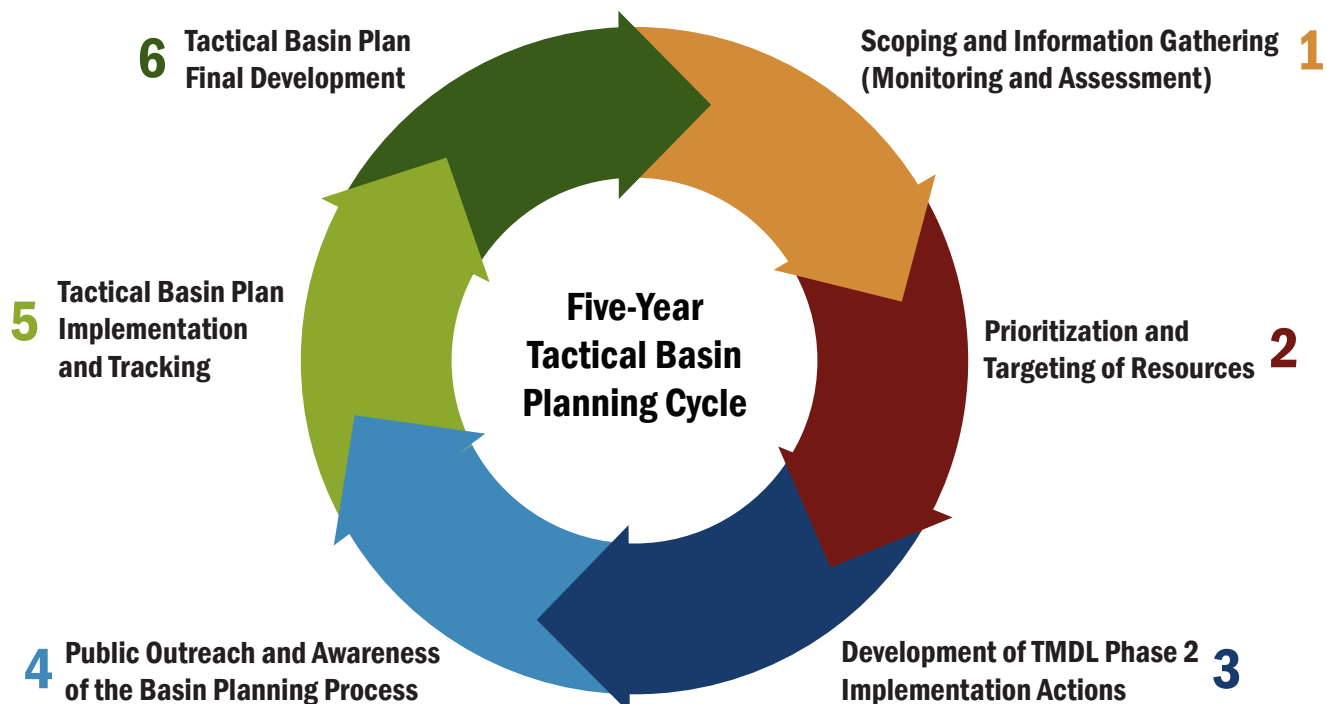 Five-Year
Tactical Basin
Planning Cycle
1
Scoping and Information Gathering
(Monitoring and Assessment)
2
Prioritization and
Targeting of Resources
3
Development of TMDL Phase 2
Implementation Actions
4
Public Outreach and Awareness
of the Basin Planning Process
5
Tactical Basin Plan
Implementation
and Tracking
6
Tactical Basin Plan
Final Development